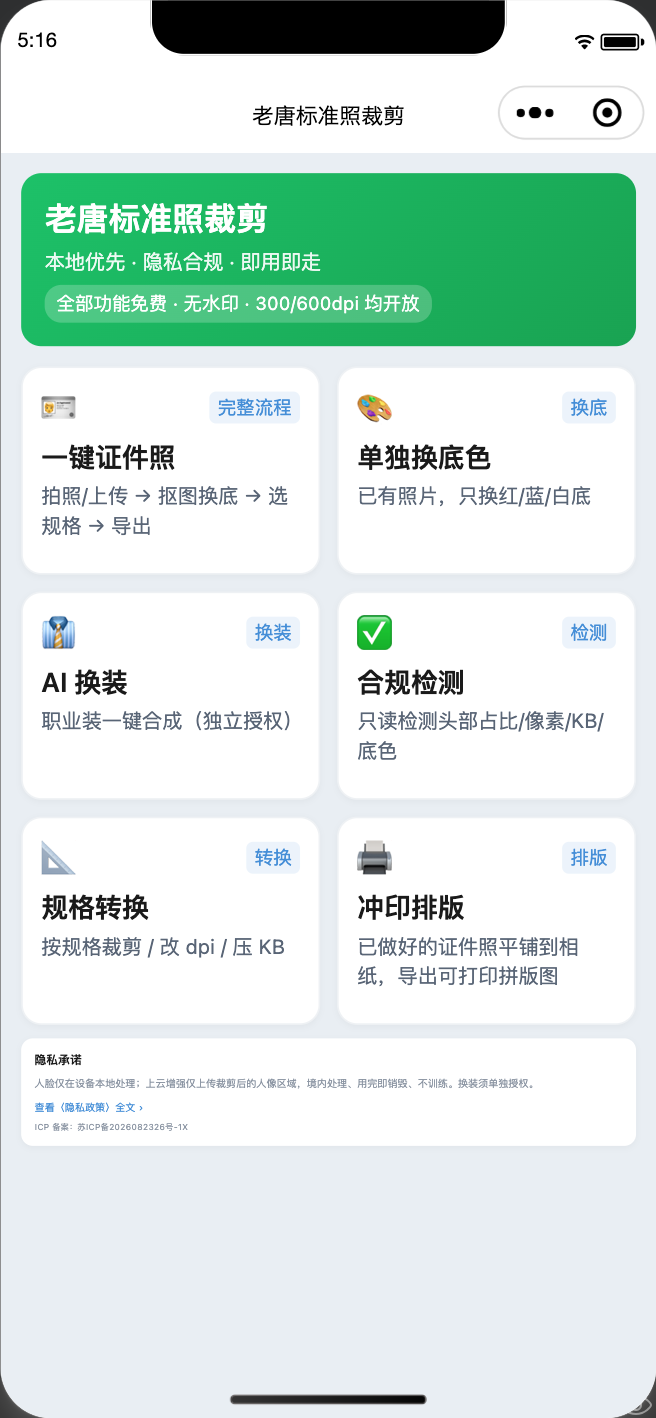 5:16
老唐标准照裁剪
老唐标准照裁剪
本地优先 · 隐私合规 · 即用即走
全部功能免费 · 无水印 · 300/600dpi 均开放
完整流程
一键证件照
拍照/上传 → 抠图换底 → 选
规格 → 导出
换底
单独换底色
已有照片，只换红/蓝/白底
换装
AI 换装
职业装一键合成（独立授权）
检测
合规检测
只读检测头部占比/像素/KB/
底色
转换
规格转换
按规格裁剪 / 改 dpi / 压 KB
排版
冲印排版
已做好的证件照平铺到相
纸，导出可打印拼版图
隐私承诺
人脸仅在设备本地处理；上云增强仅上传裁剪后的人像区域，境内处理、用完即销毁、不训练。换装须单独授权。
查看《隐私政策》全文 ›
ICP 备案：苏ICP备2026082326号-1X